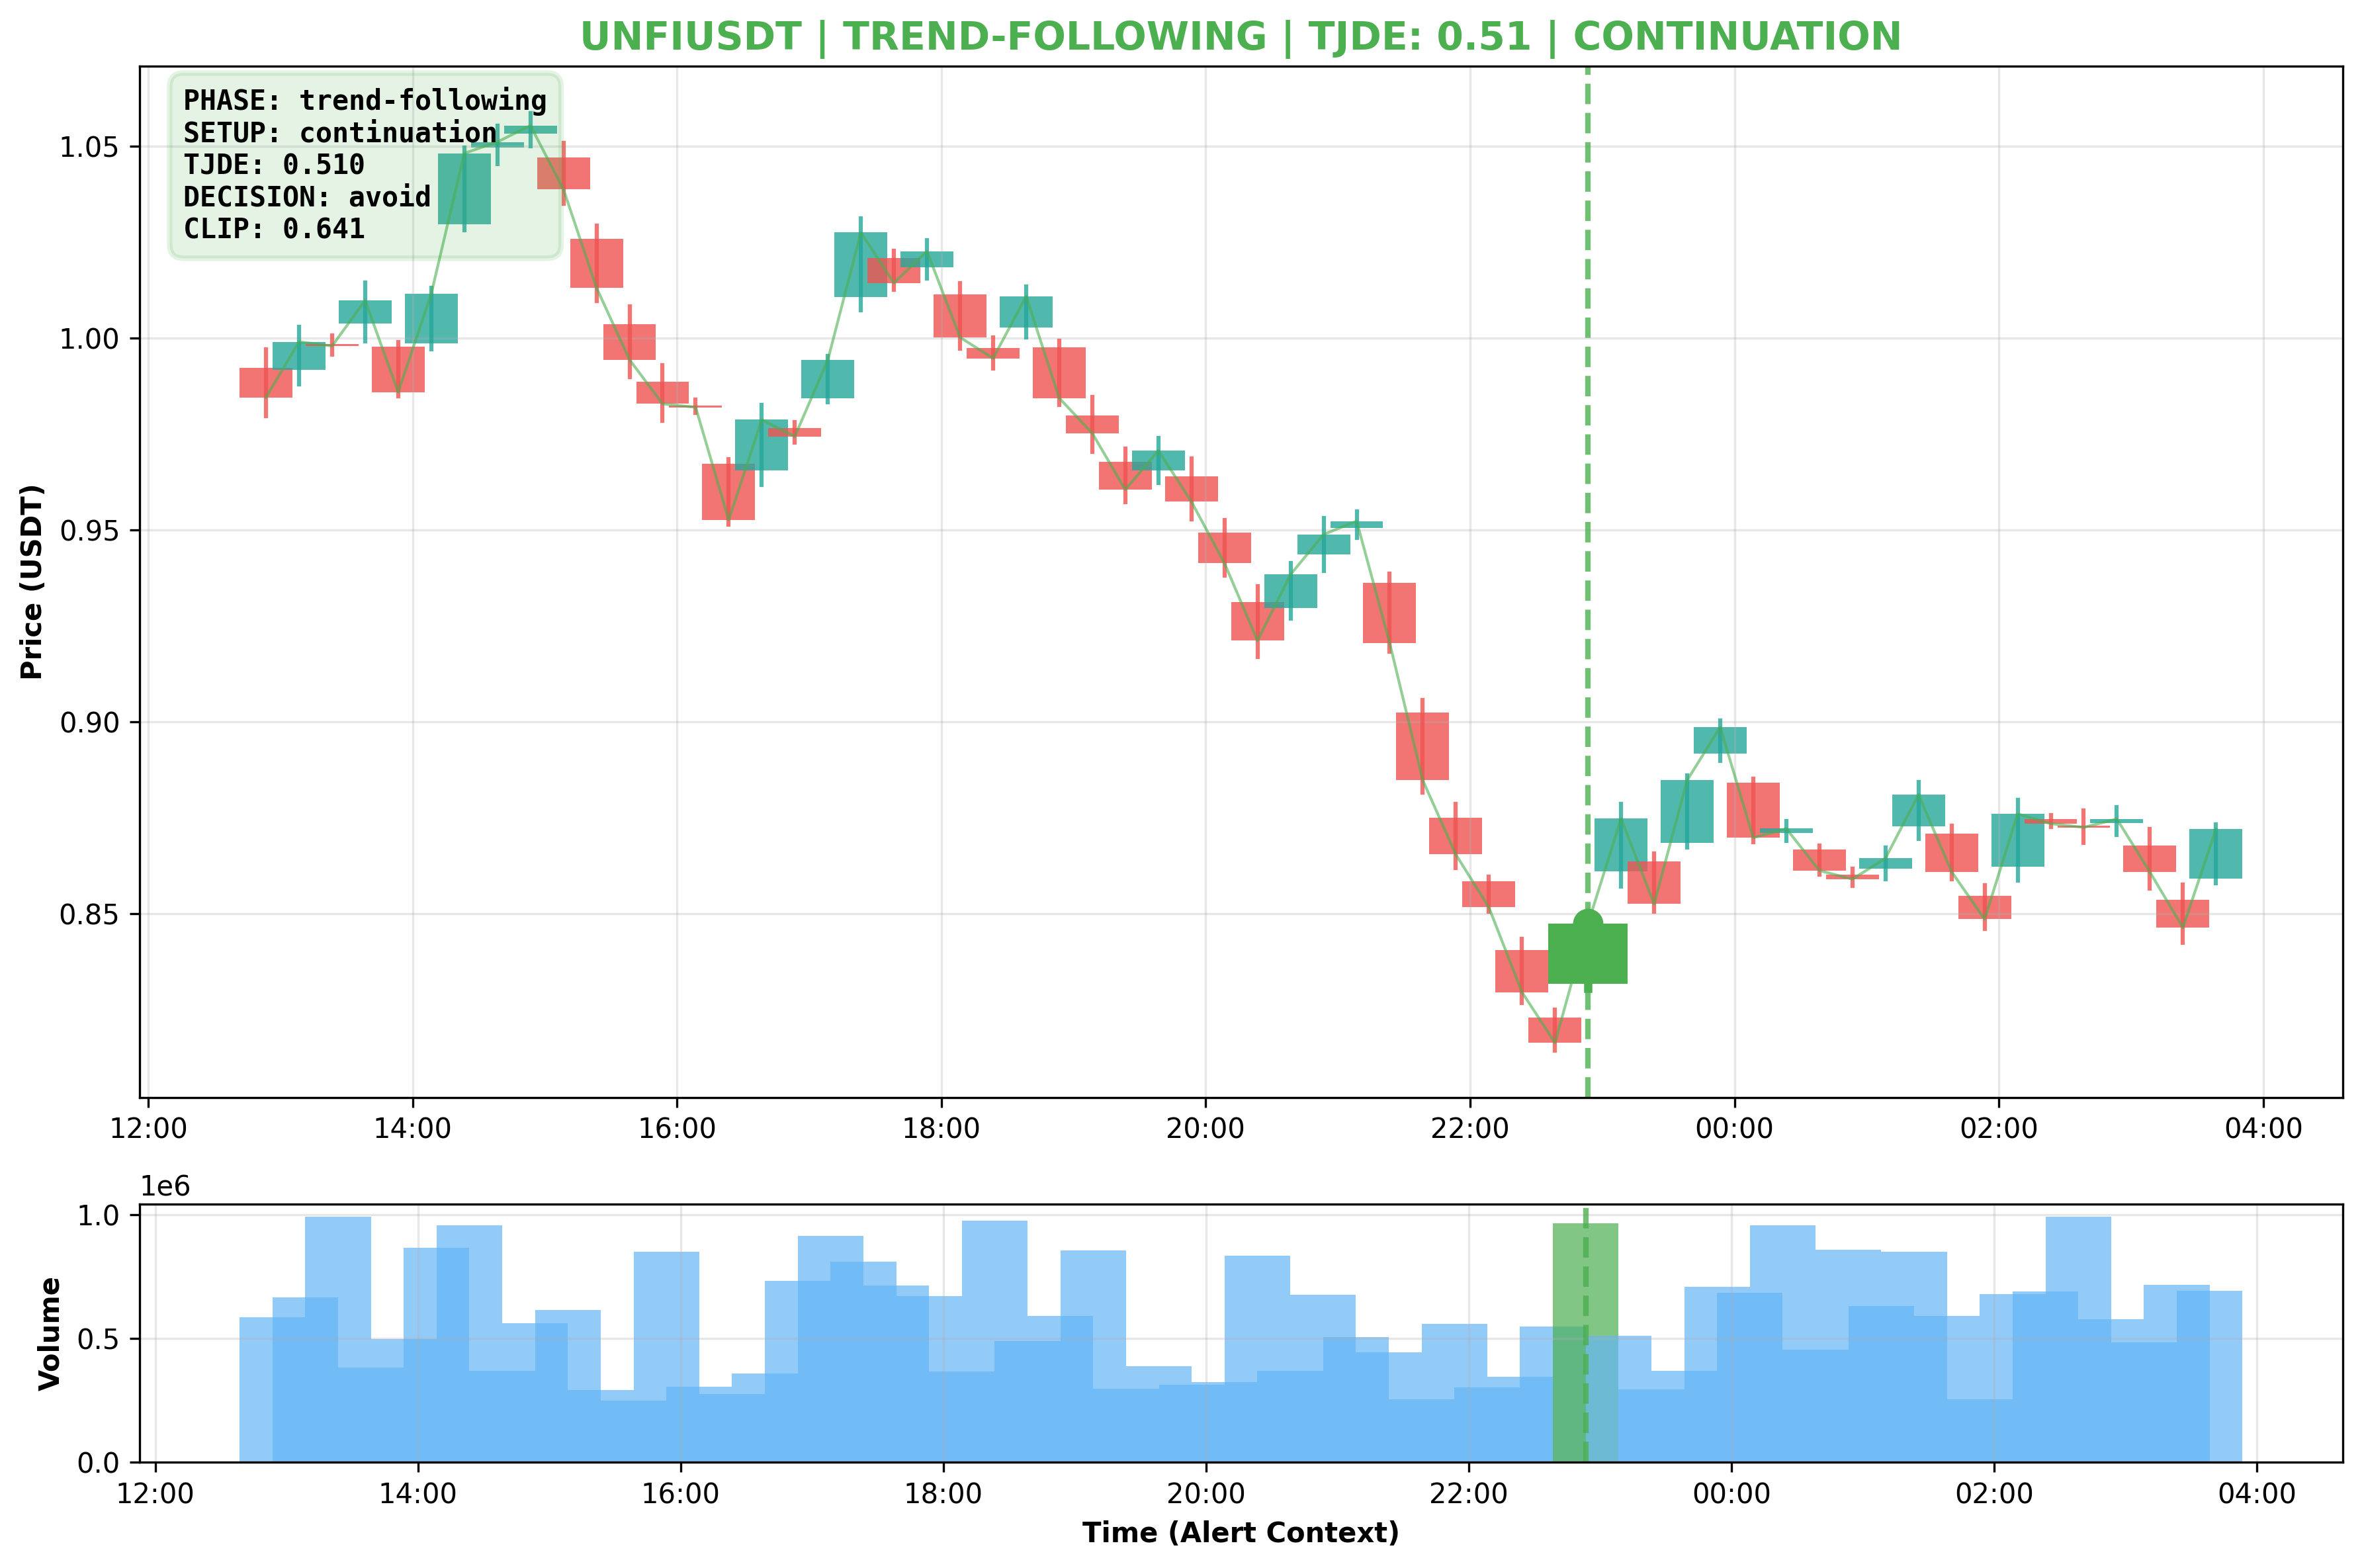 UNFIUSDT | TREND-FOLLOWING | TJDE: 0.51 | CONTINUATION
PHASE: trend-following
SETUP: continuation
TJDE: 0.510
DECISION: avoid
CLIP: 0.641
Price (USDT)
1.05
1.00
0.95
0.90
0.85
12:00 14:00 16:00 18:00 20:00 22:00 00:00 02:00 04:00
1e6
Volume
1.0
0.5
0.0
12:00 14:00 16:00 18:00 20:00 22:00 00:00 02:00 04:00
Time (Alert Context)